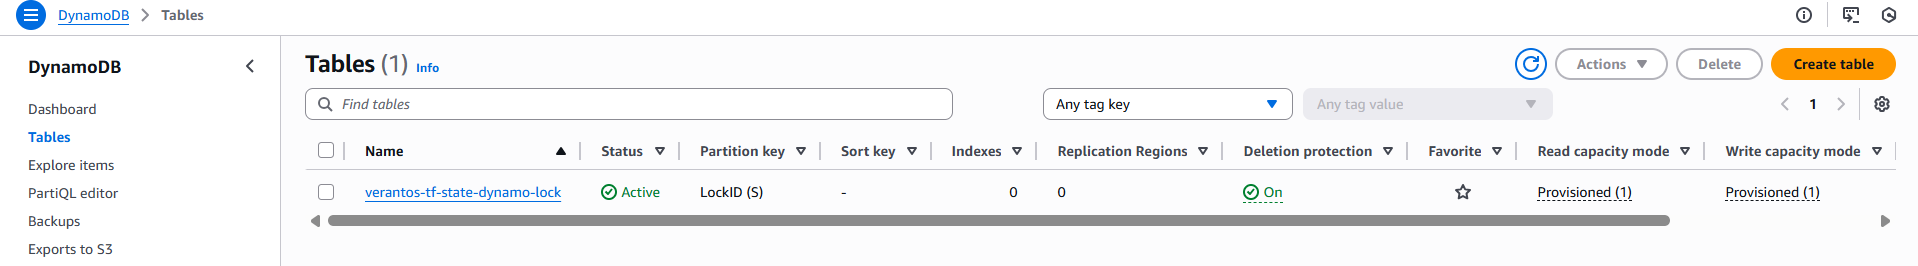 DynamoDB > Tables
DynamoDB
Dashboard
Tables
Explore items
PartiQL editor
Backups
Exports to S3
Tables (1) Info
Actions Delete Create table
Find tables Any tag key Any tag value 1
Name Status Partition key Sort key Indexes Replication Regions Deletion protection Favorite Read capacity mode Write capacity mode
verantos-tf-state-dynamo-lock Active LockID (S) - 0 0 On Provisioned (1) Provisioned (1)